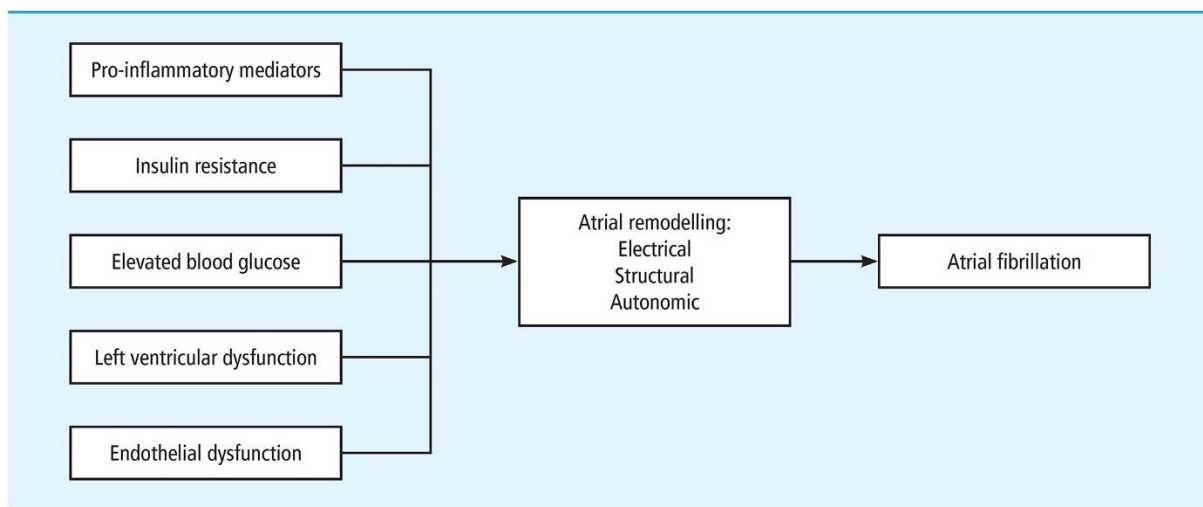 Pro-inflammatory mediators
Insulin resistance
Elevated blood glucose
Left ventricular dysfunction
Endothelial dysfunction
Atrial remodelling:
Electrical
Structural
Autonomic
Atrial fibrillation